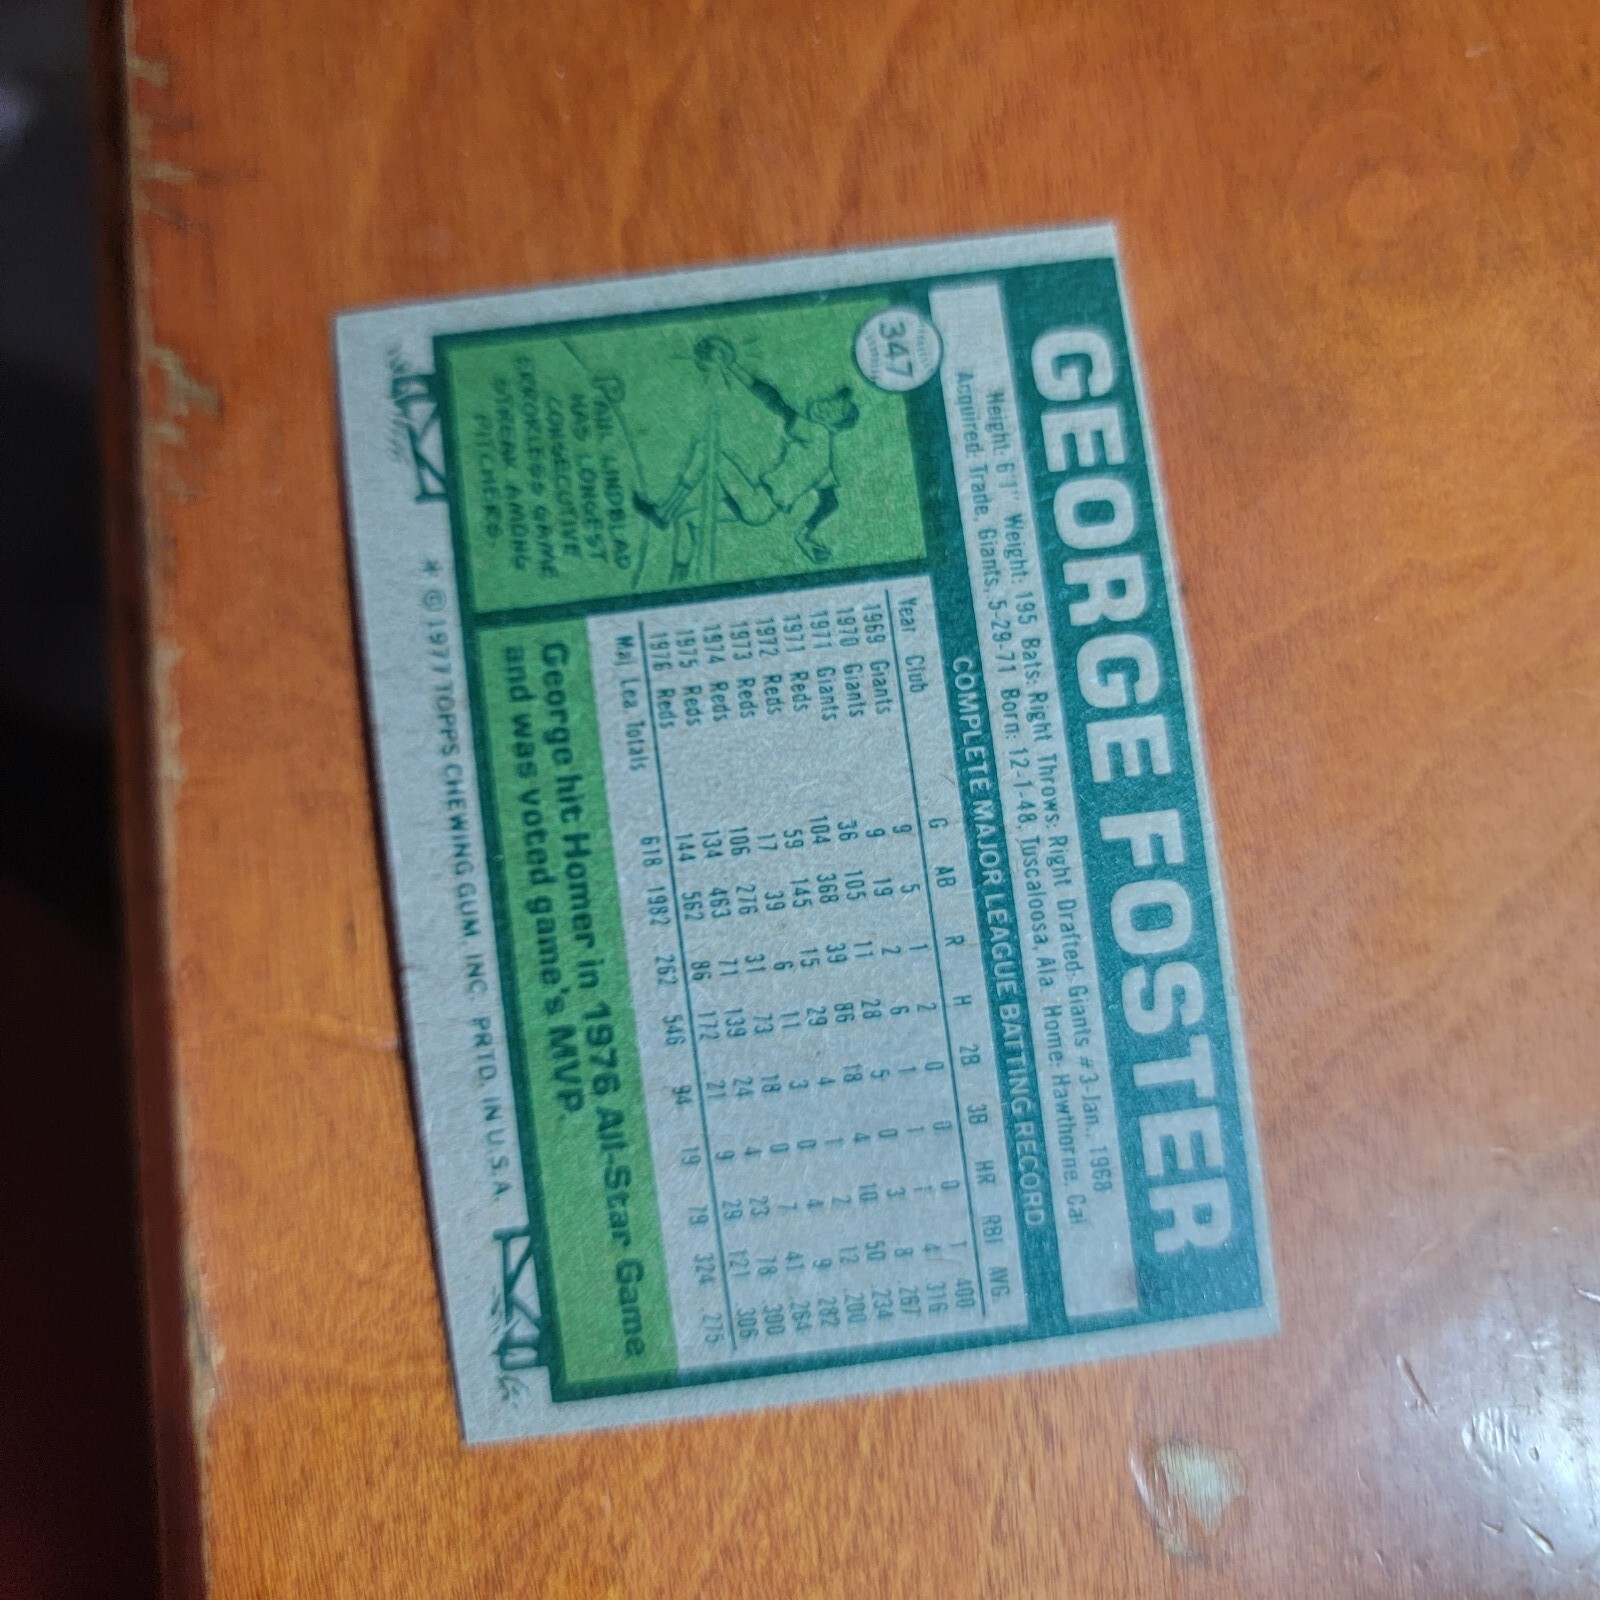 GEORGE FOSTER
347
Height: 6'1" Weight: 195 Bats: Right Throws: Right Drafted: Giants #3-Jan., 1968
Acquired: Trade, Giants, 5-29-71 Born: 12-1-48, Tuscaloosa, Ala. Home: Hawthorne, Cal
COMPLETE MAJOR LEAGUE BATTING RECORD
Year Club G AB R H 2B 3B HR RBI AVG.
1969 Giants 9 5 1 2 0 0 0 1 .400
1970 Giants 9 19 2 6 1 1 1 4 .316
1971 Giants 36 105 11 28 5 0 3 8 .267
1971 Reds 104 368 39 86 18 4 10 50 .234
1972 Reds 59 145 15 29 4 1 2 12 .200
1973 Reds 17 39 6 11 3 0 4 9 .282
1974 Reds 106 276 31 73 18 0 7 41 .264
1975 Reds 134 463 71 139 24 4 23 78 .300
1976 Reds 144 562 86 172 21 9 29 121 .306
Maj. Lea. Totals 618 1982 262 546 94 19 79 324 .275
PAUL LINDBLAD
HAS LONGEST
CONSECUTIVE
ERRORLESS GAME
STREAK AMONG
PITCHERS.
George hit Homer in 1976 All-Star Game
and was voted game's MVP.
* © 1977 TOPPS CHEWING GUM, INC. PRTD. IN U.S.A.